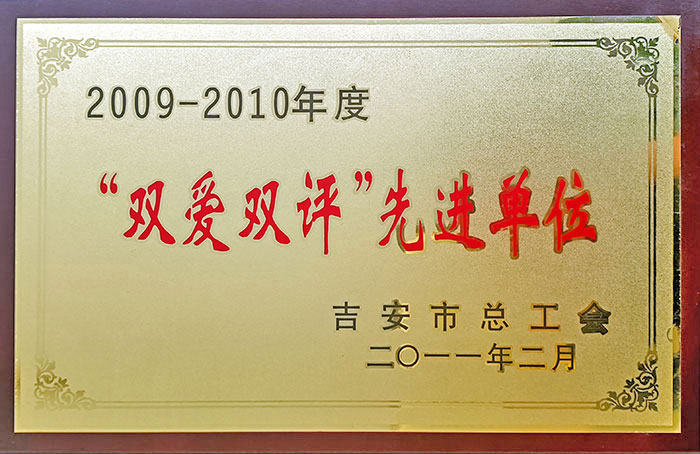 2009-2010年度
“双爱双评”先进单位
吉安市总工会
二〇一一年二月